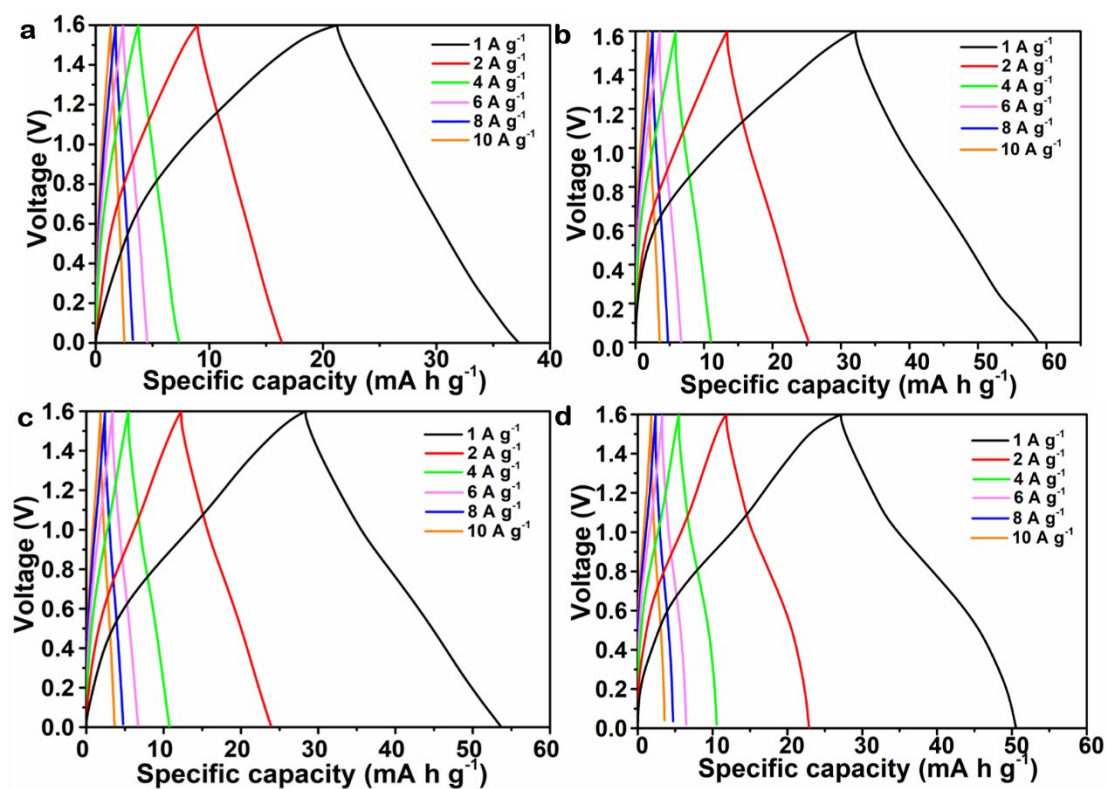 a
Voltage (V)
1.6
1.4
1.2
1.0
0.8
0.6
0.4
0.2
0.0
1 A g⁻¹
2 A g⁻¹
4 A g⁻¹
6 A g⁻¹
8 A g⁻¹
10 A g⁻¹
0 10 20 30 40
Specific capacity (mA h g⁻¹)
b
Voltage (V)
1.6
1.4
1.2
1.0
0.8
0.6
0.4
0.2
0.0
1 A g⁻¹
2 A g⁻¹
4 A g⁻¹
6 A g⁻¹
8 A g⁻¹
10 A g⁻¹
0 10 20 30 40 50 60
Specific capacity (mA h g⁻¹)
c
Voltage (V)
1.6
1.4
1.2
1.0
0.8
0.6
0.4
0.2
0.0
1 A g⁻¹
2 A g⁻¹
4 A g⁻¹
6 A g⁻¹
8 A g⁻¹
10 A g⁻¹
0 10 20 30 40 50 60
Specific capacity (mA h g⁻¹)
d
Voltage (V)
1.6
1.4
1.2
1.0
0.8
0.6
0.4
0.2
0.0
1 A g⁻¹
2 A g⁻¹
4 A g⁻¹
6 A g⁻¹
8 A g⁻¹
10 A g⁻¹
0 10 20 30 40 50 60
Specific capacity (mA h g⁻¹)